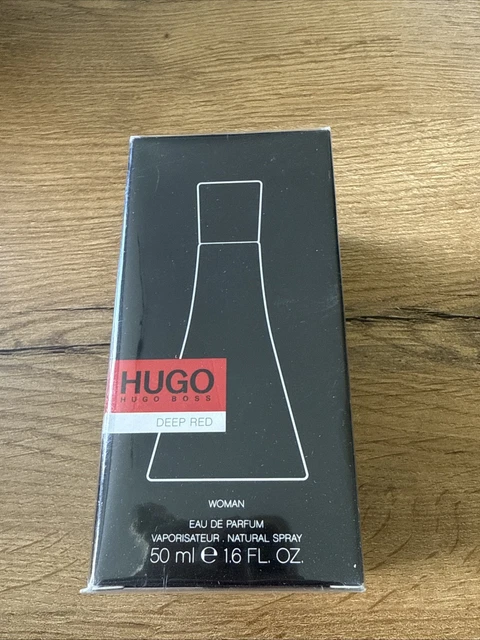 HUGO
HUGO BOSS
DEEP RED
WOMAN
EAU DE PARFUM
VAPORISATEUR . NATURAL SPRAY
50 ml ℮ 1.6 FL. OZ.